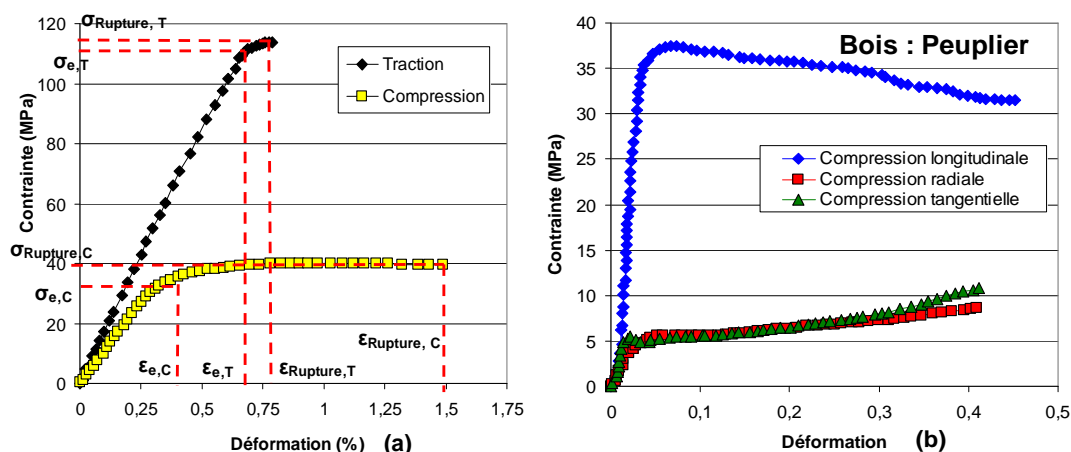 σRupture, T
120
σe,T
100
80
60
σRupture,C
40
σe,C
20
0
Contrainte (MPa)
Traction
Compression
εe,C
εe,T
εRupture,T
εRupture, C
0
0,25
0,5
0,75
1
1,25
1,5
1,75
Déformation (%)
(a)
40
35
30
25
20
15
10
5
0
Contrainte (MPa)
Bois : Peuplier
Compression longitudinale
Compression radiale
Compression tangentielle
0
0,1
0,2
0,3
0,4
0,5
Déformation
(b)